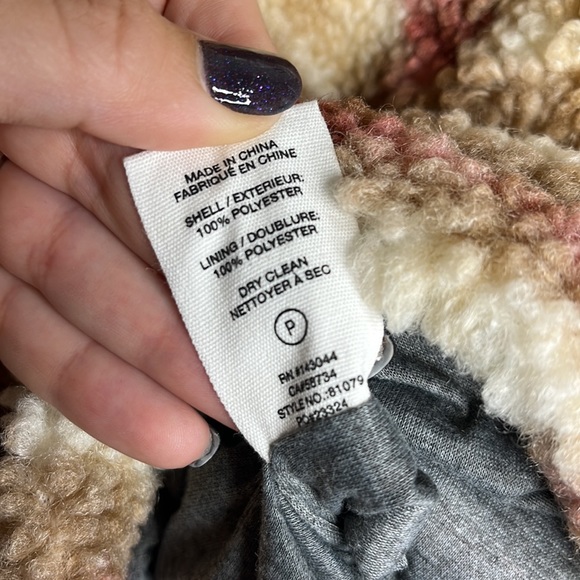 MADE IN CHINA
FABRIQUÉ EN CHINE
SHELL / EXTERIEUR:
100% POLYESTER
LINING / DOUBLURE:
100% POLYESTER
DRY CLEAN
NETTOYER À SEC
P
RN #143044
CA#58734
STYLE NO.:81079
PO#23324